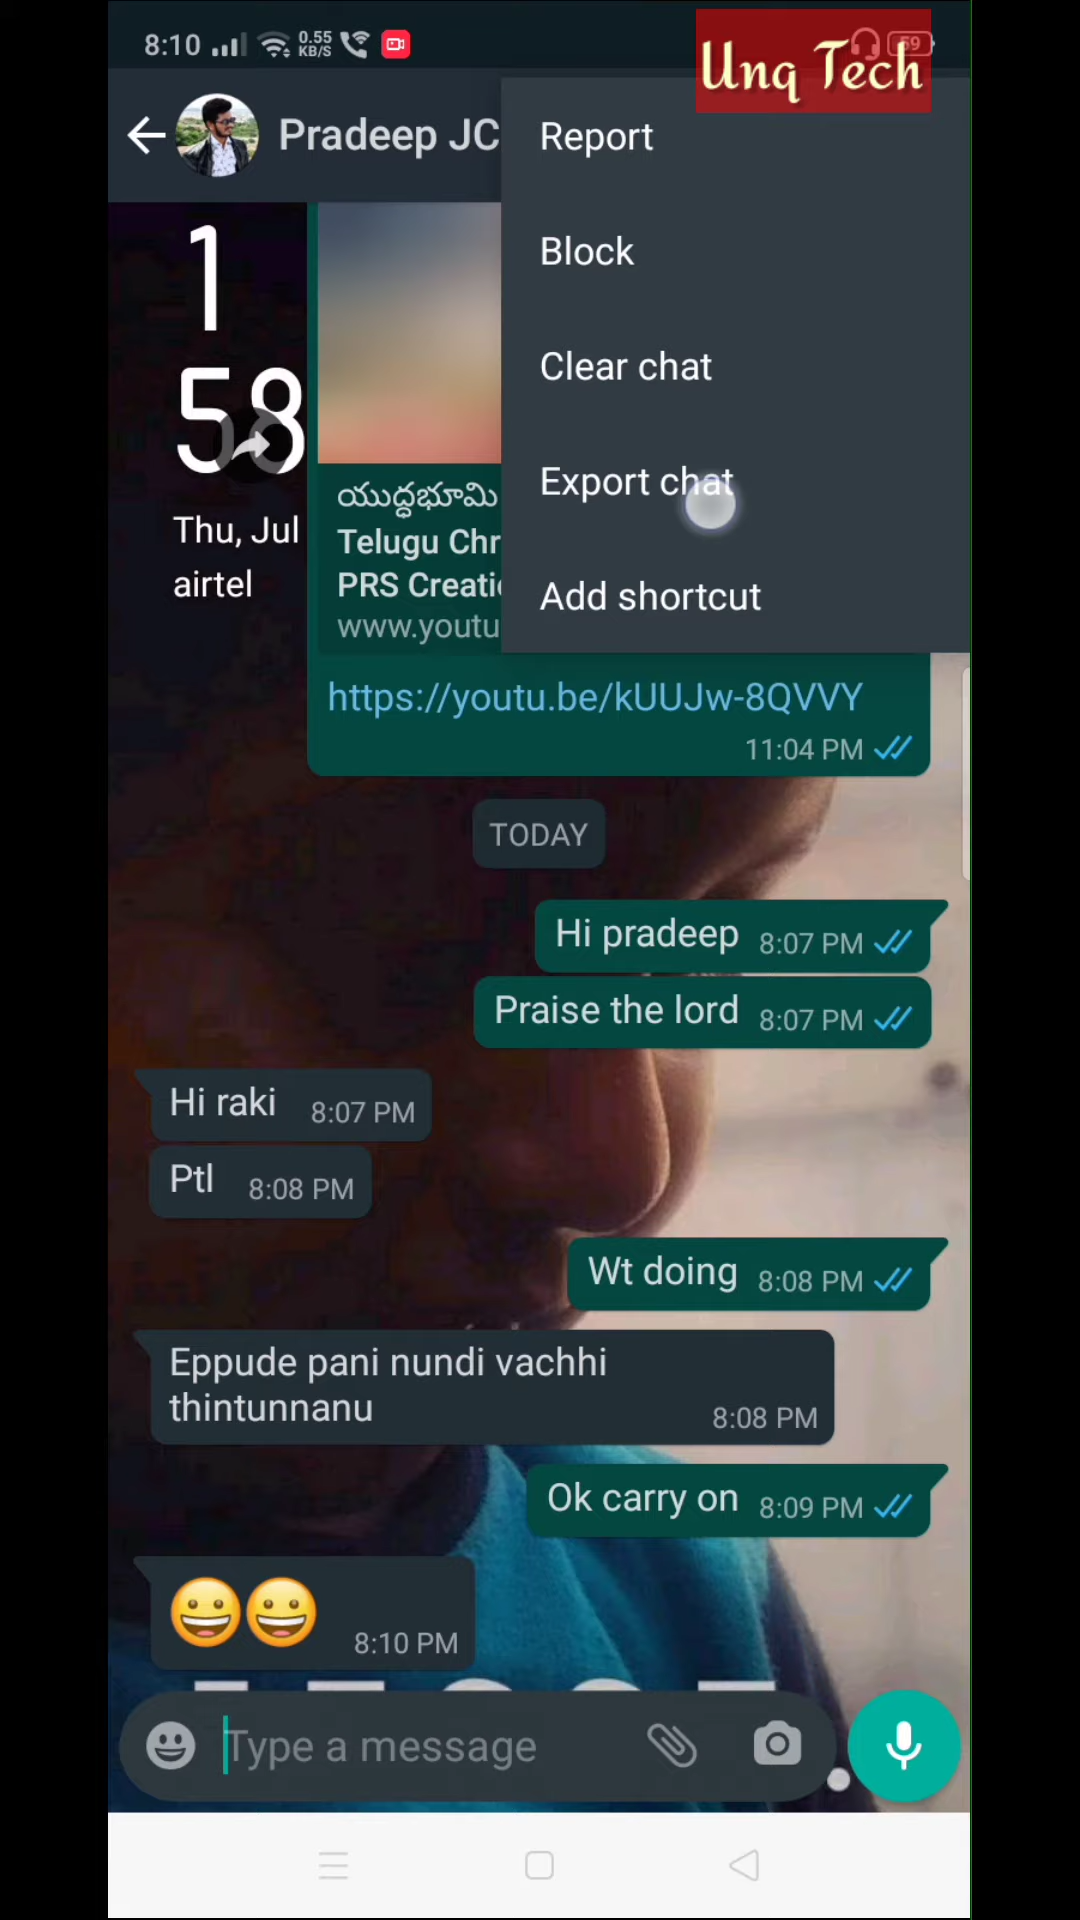 8:10
0.55
KB/S
59
Unq Tech
Pradeep JC
Report
Block
Clear chat
Export chat
Add shortcut
1
58
Thu, Jul
airtel
యుద్ధభూమి
Telugu Chr
PRS Creati
www.youtu
https://youtu.be/kUUJw-8QVVY
11:04 PM
TODAY
Hi pradeep 8:07 PM
Praise the lord 8:07 PM
Hi raki 8:07 PM
Ptl 8:08 PM
Wt doing 8:08 PM
Eppude pani nundi vachhi
thintunnanu 8:08 PM
Ok carry on 8:09 PM
😀😀 8:10 PM
Type a message